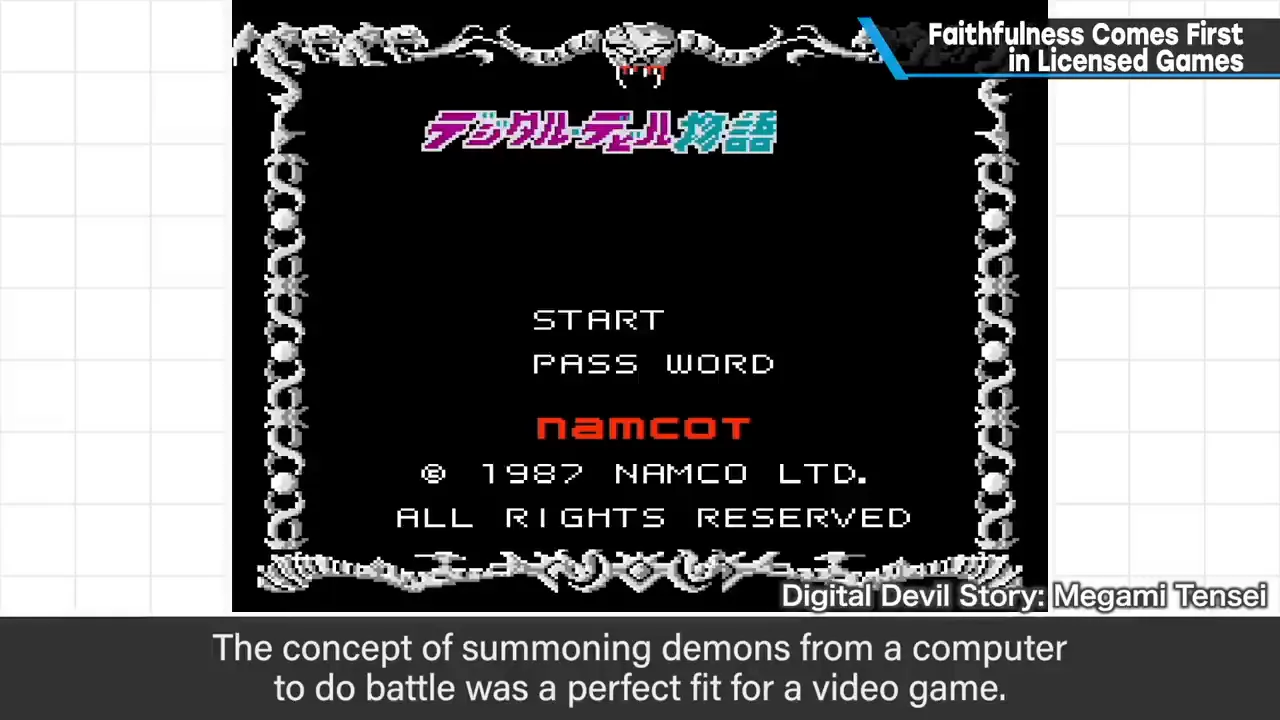 Faithfulness Comes First
in Licensed Games
デジタル・デビル物語
START
PASS WORD
namcot
© 1987 NAMCO LTD.
ALL RIGHTS RESERVED
Digital Devil Story: Megami Tensei
The concept of summoning demons from a computer
to do battle was a perfect fit for a video game.